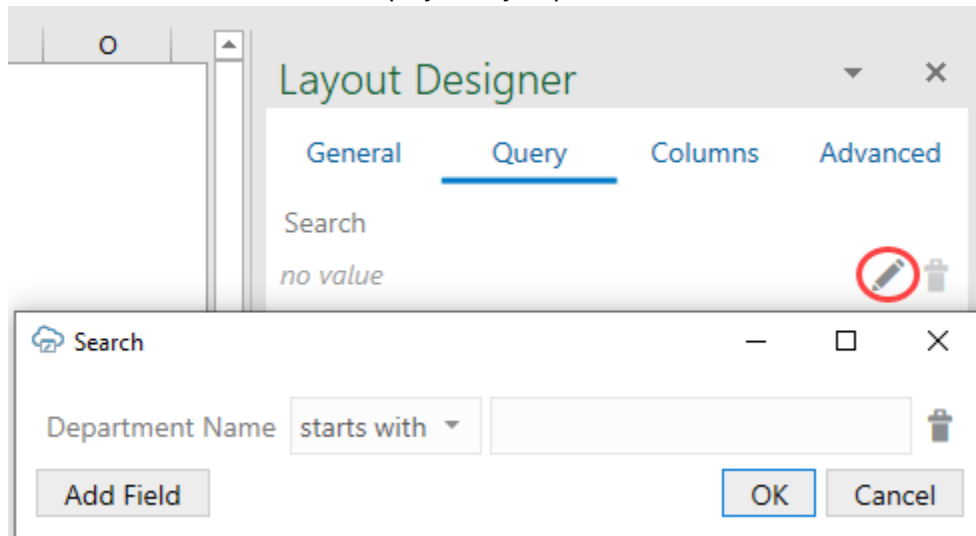 O
Layout Designer
General Query Columns Advanced
Search
no value
Search
Department Name starts with
Add Field OK Cancel